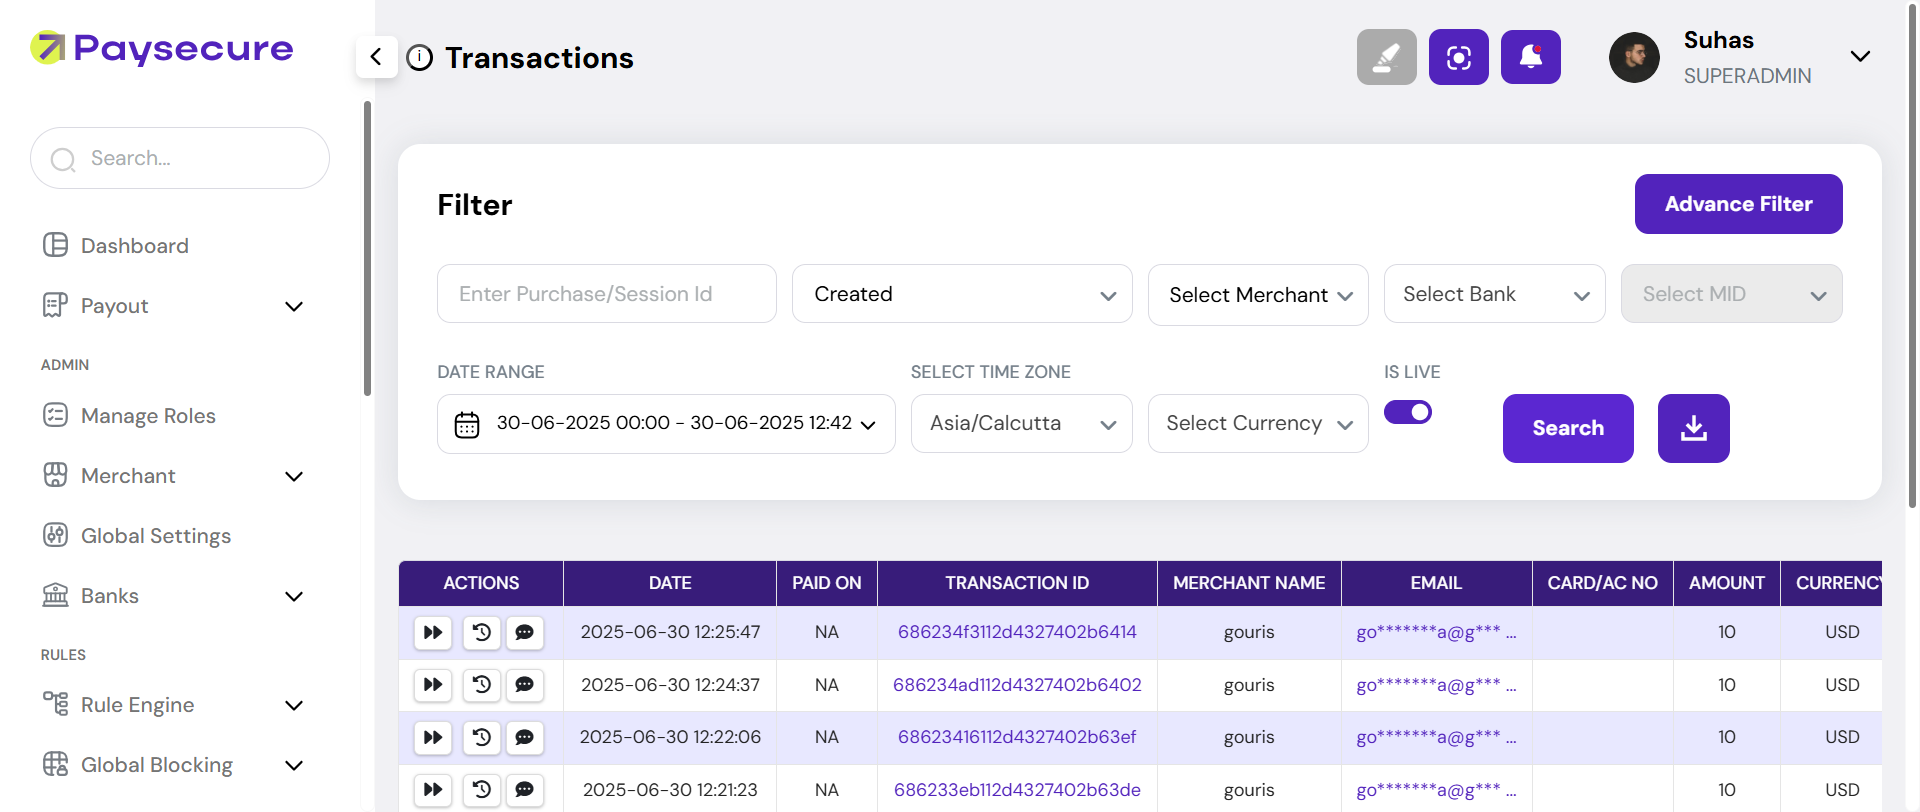 Paysecure
Search...
Dashboard
Payout
ADMIN
Manage Roles
Merchant
Global Settings
Banks
RULES
Rule Engine
Global Blocking
Transactions
Suhas
SUPERADMIN
Filter
Advance Filter
Enter Purchase/Session Id
Created
Select Merchant
Select Bank
Select MID
DATE RANGE
SELECT TIME ZONE
IS LIVE
30-06-2025 00:00 - 30-06-2025 12:42
Asia/Calcutta
Select Currency
Search
ACTIONS DATE PAID ON TRANSACTION ID MERCHANT NAME EMAIL CARD/AC NO AMOUNT CURRENCY
2025-06-30 12:25:47 NA 686234f3112d4327402b6414 gouris go*******a@g*** ... 10 USD
2025-06-30 12:24:37 NA 686234ad112d4327402b6402 gouris go*******a@g*** ... 10 USD
2025-06-30 12:22:06 NA 68623416112d4327402b63ef gouris go*******a@g*** ... 10 USD
2025-06-30 12:21:23 NA 686233eb112d4327402b63de gouris go*******a@g*** ... 10 USD